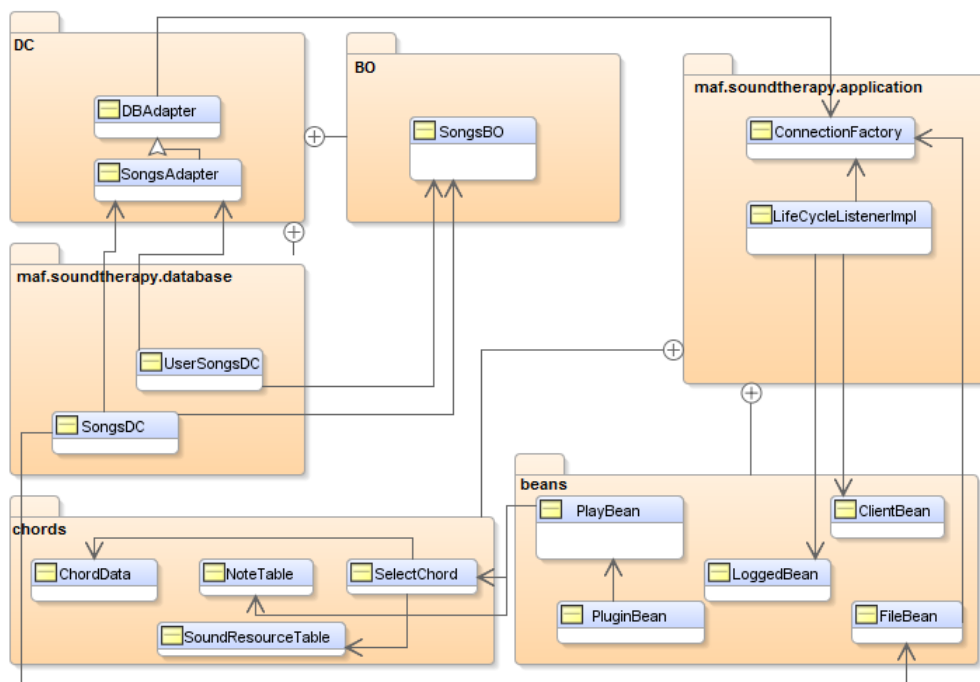 DC
DBAdapter
SongsAdapter
BO
SongsBO
maf.soundtherapy.application
ConnectionFactory
LifeCycleListenerImpl
maf.soundtherapy.database
UserSongsDC
SongsDC
chords
ChordData
NoteTable
SelectChord
SoundResourceTable
beans
PlayBean
ClientBean
LoggedBean
PluginBean
FileBean